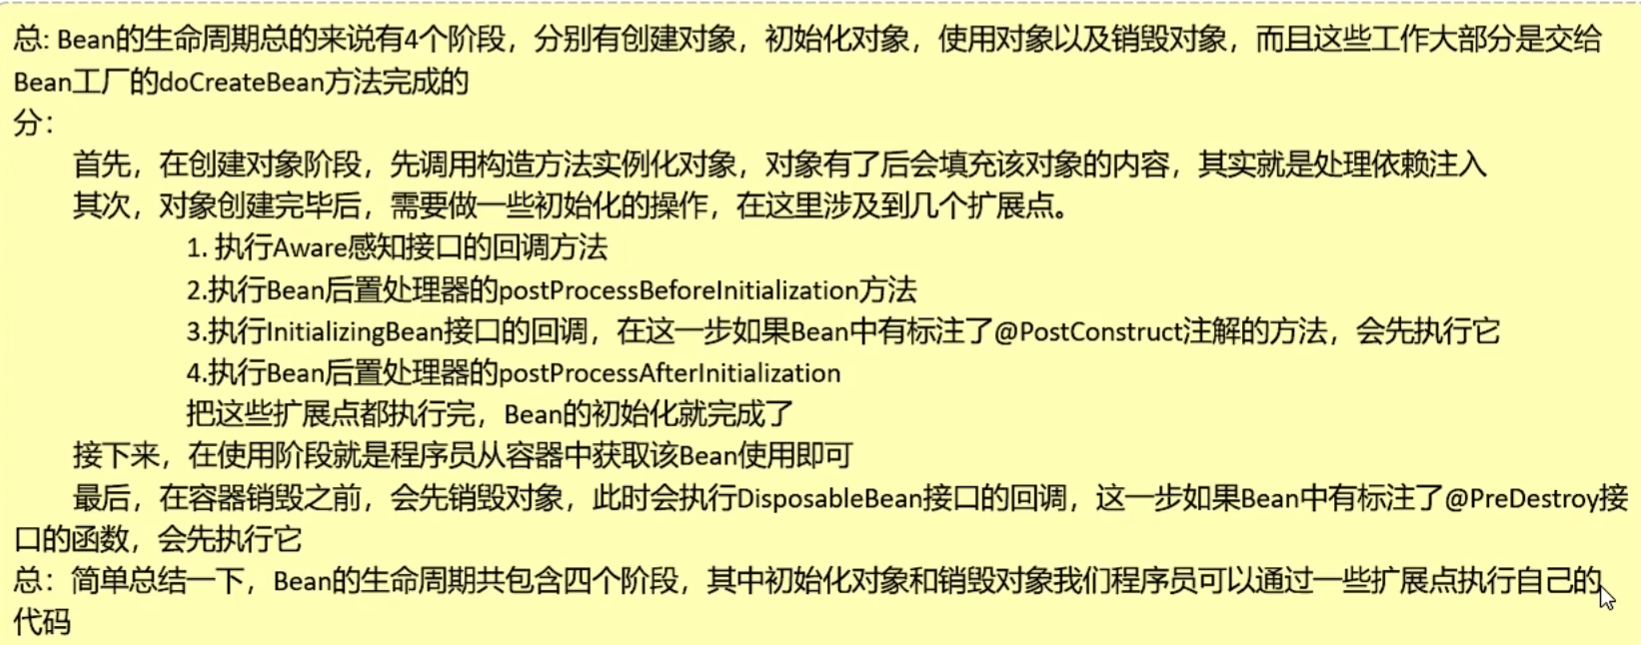 总: Bean的生命周期总的来说有4个阶段，分别有创建对象，初始化对象，使用对象以及销毁对象，而且这些工作大部分是交给
Bean工厂的doCreateBean方法完成的
分：
首先，在创建对象阶段，先调用构造方法实例化对象，对象有了后会填充该对象的内容，其实就是处理依赖注入
其次，对象创建完毕后，需要做一些初始化的操作，在这里涉及到几个扩展点。
1. 执行Aware感知接口的回调方法
2.执行Bean后置处理器的postProcessBeforeInitialization方法
3.执行InitializingBean接口的回调，在这一步如果Bean中有标注了@PostConstruct注解的方法，会先执行它
4.执行Bean后置处理器的postProcessAfterInitialization
把这些扩展点都执行完，Bean的初始化就完成了
接下来，在使用阶段就是程序员从容器中获取该Bean使用即可
最后，在容器销毁之前，会先销毁对象，此时会执行DisposableBean接口的回调，这一步如果Bean中有标注了@PreDestroy接
口的函数，会先执行它
总：简单总结一下，Bean的生命周期共包含四个阶段，其中初始化对象和销毁对象我们程序员可以通过一些扩展点执行自己的
代码